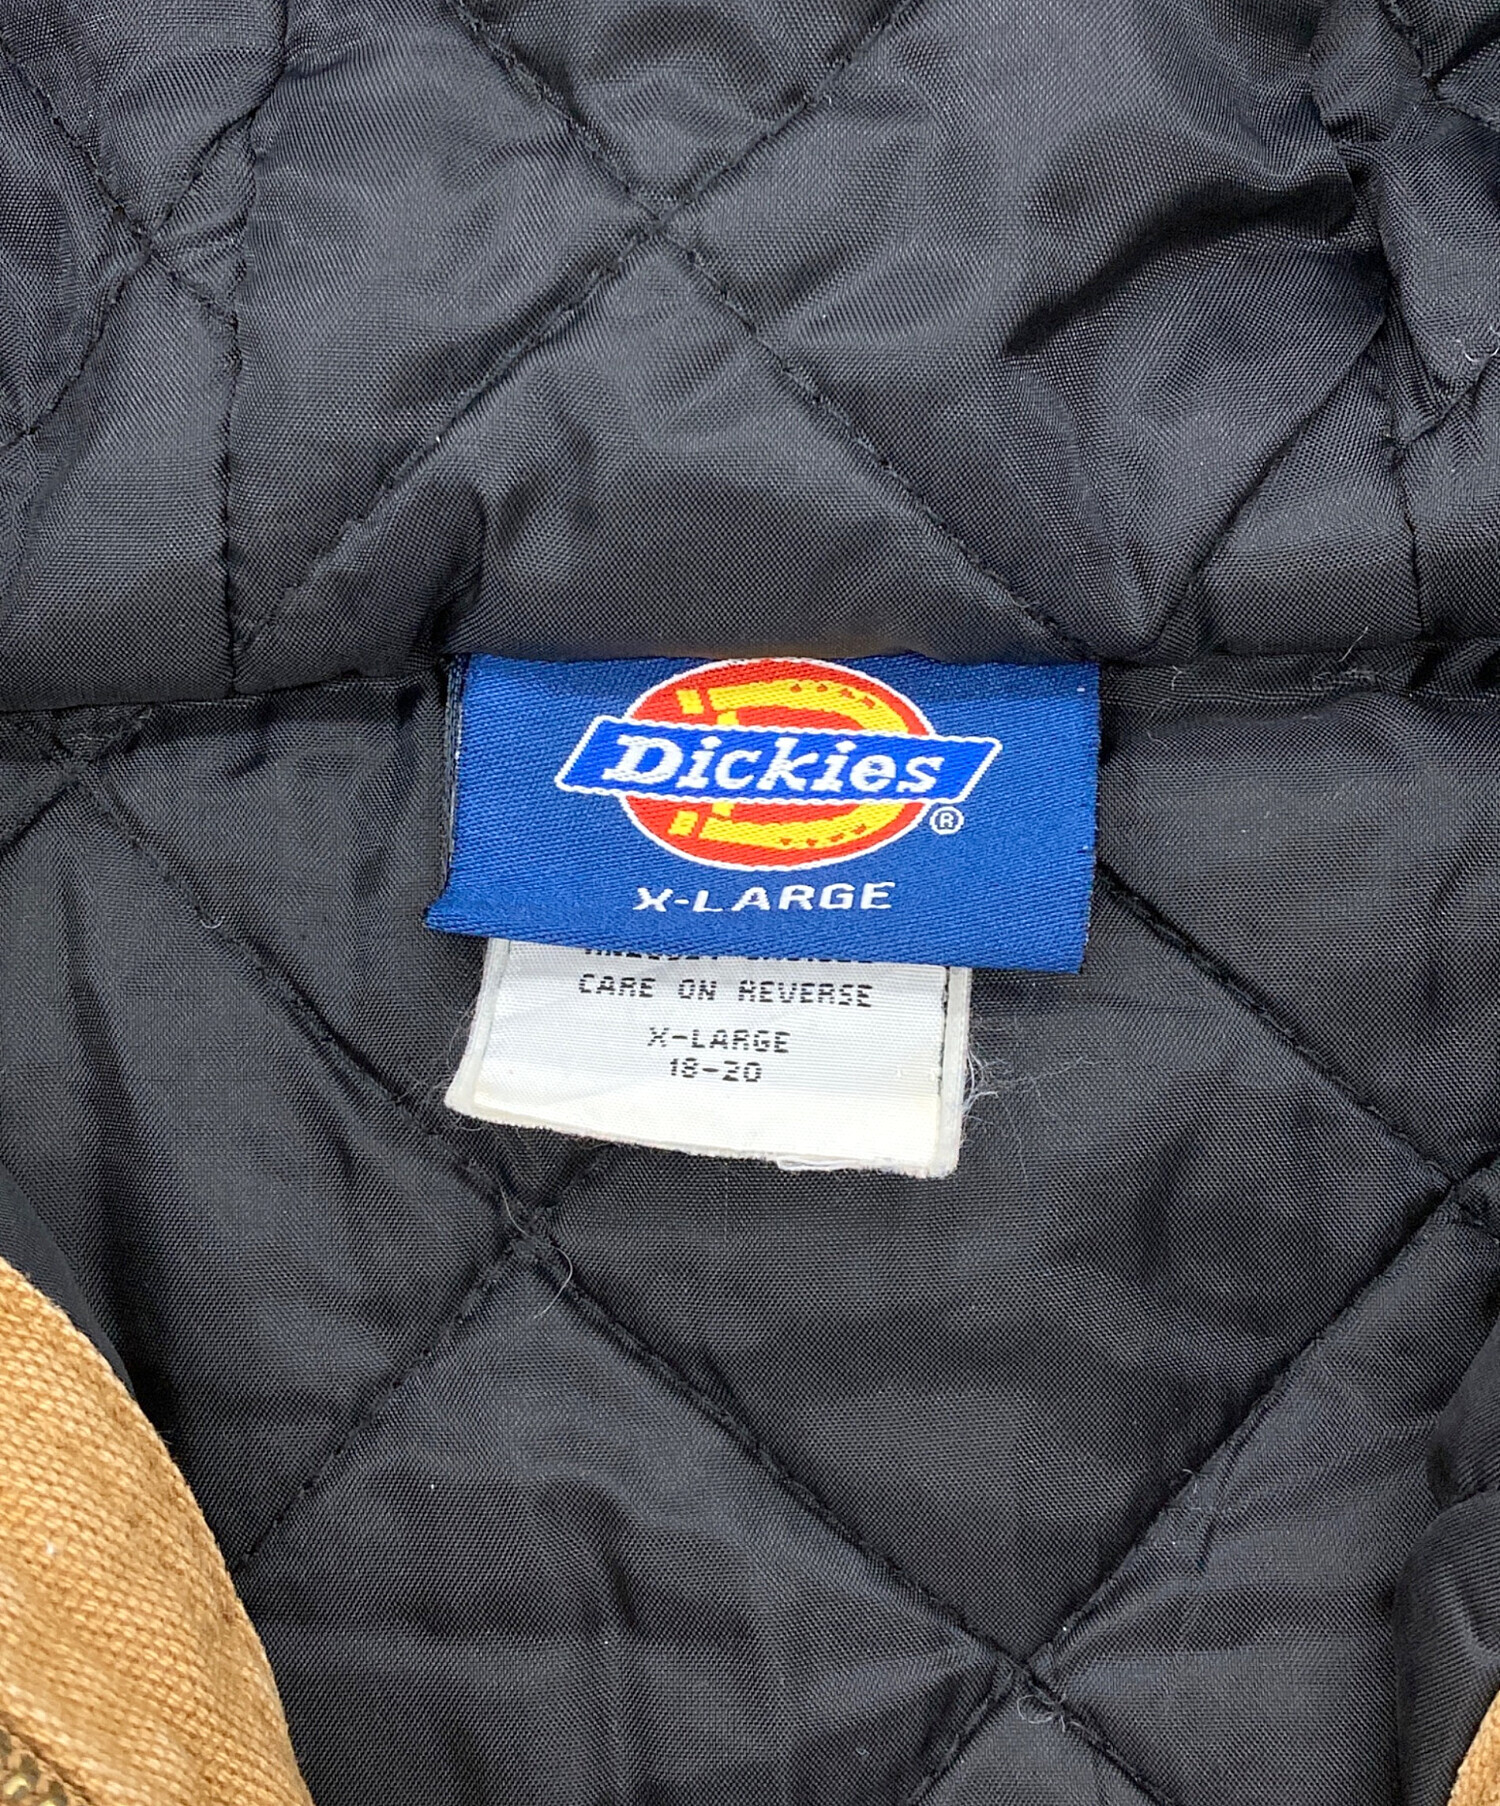 Dickies
®
X-LARGE
CARE ON REVERSE
X-LARGE
18-20